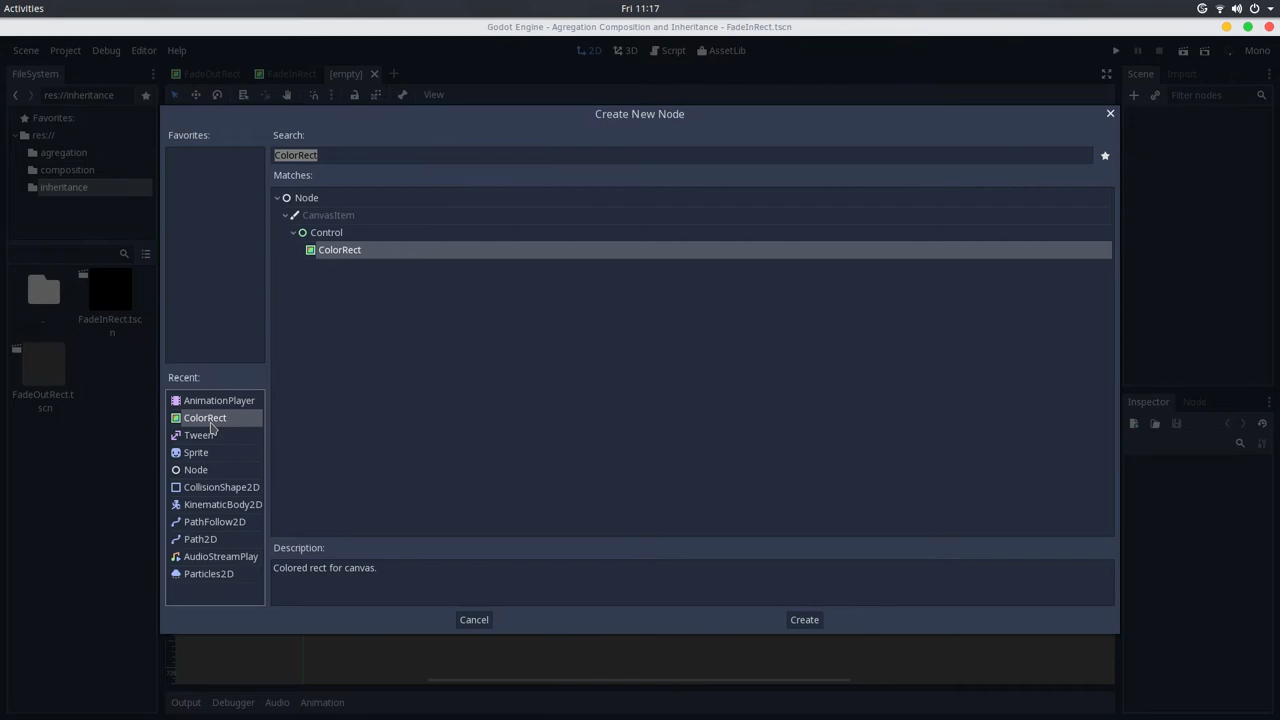 Activities
Fri 11:17
Godot Engine - Agregation Composition and Inheritance - FadeInRect.tscn
Scene Project Debug Editor Help
2D 3D Script AssetLib
Mono
FileSystem
FadeOutRect FadeInRect [empty]
Scene Import
res://inheritance
View
Filter nodes
Favorites:
res://
agregation
composition
inheritance
FadeInRect.tsc
n
FadeOutRect.t
scn
Create New Node
Favorites:
Search:
ColorRect
Matches:
Node
CanvasItem
Control
ColorRect
Recent:
AnimationPlayer
ColorRect
Tween
Sprite
Node
CollisionShape2D
KinematicBody2D
PathFollow2D
Path2D
AudioStreamPlay
Particles2D
Description:
Colored rect for canvas.
Cancel
Create
Inspector Node
Output Debugger Audio Animation